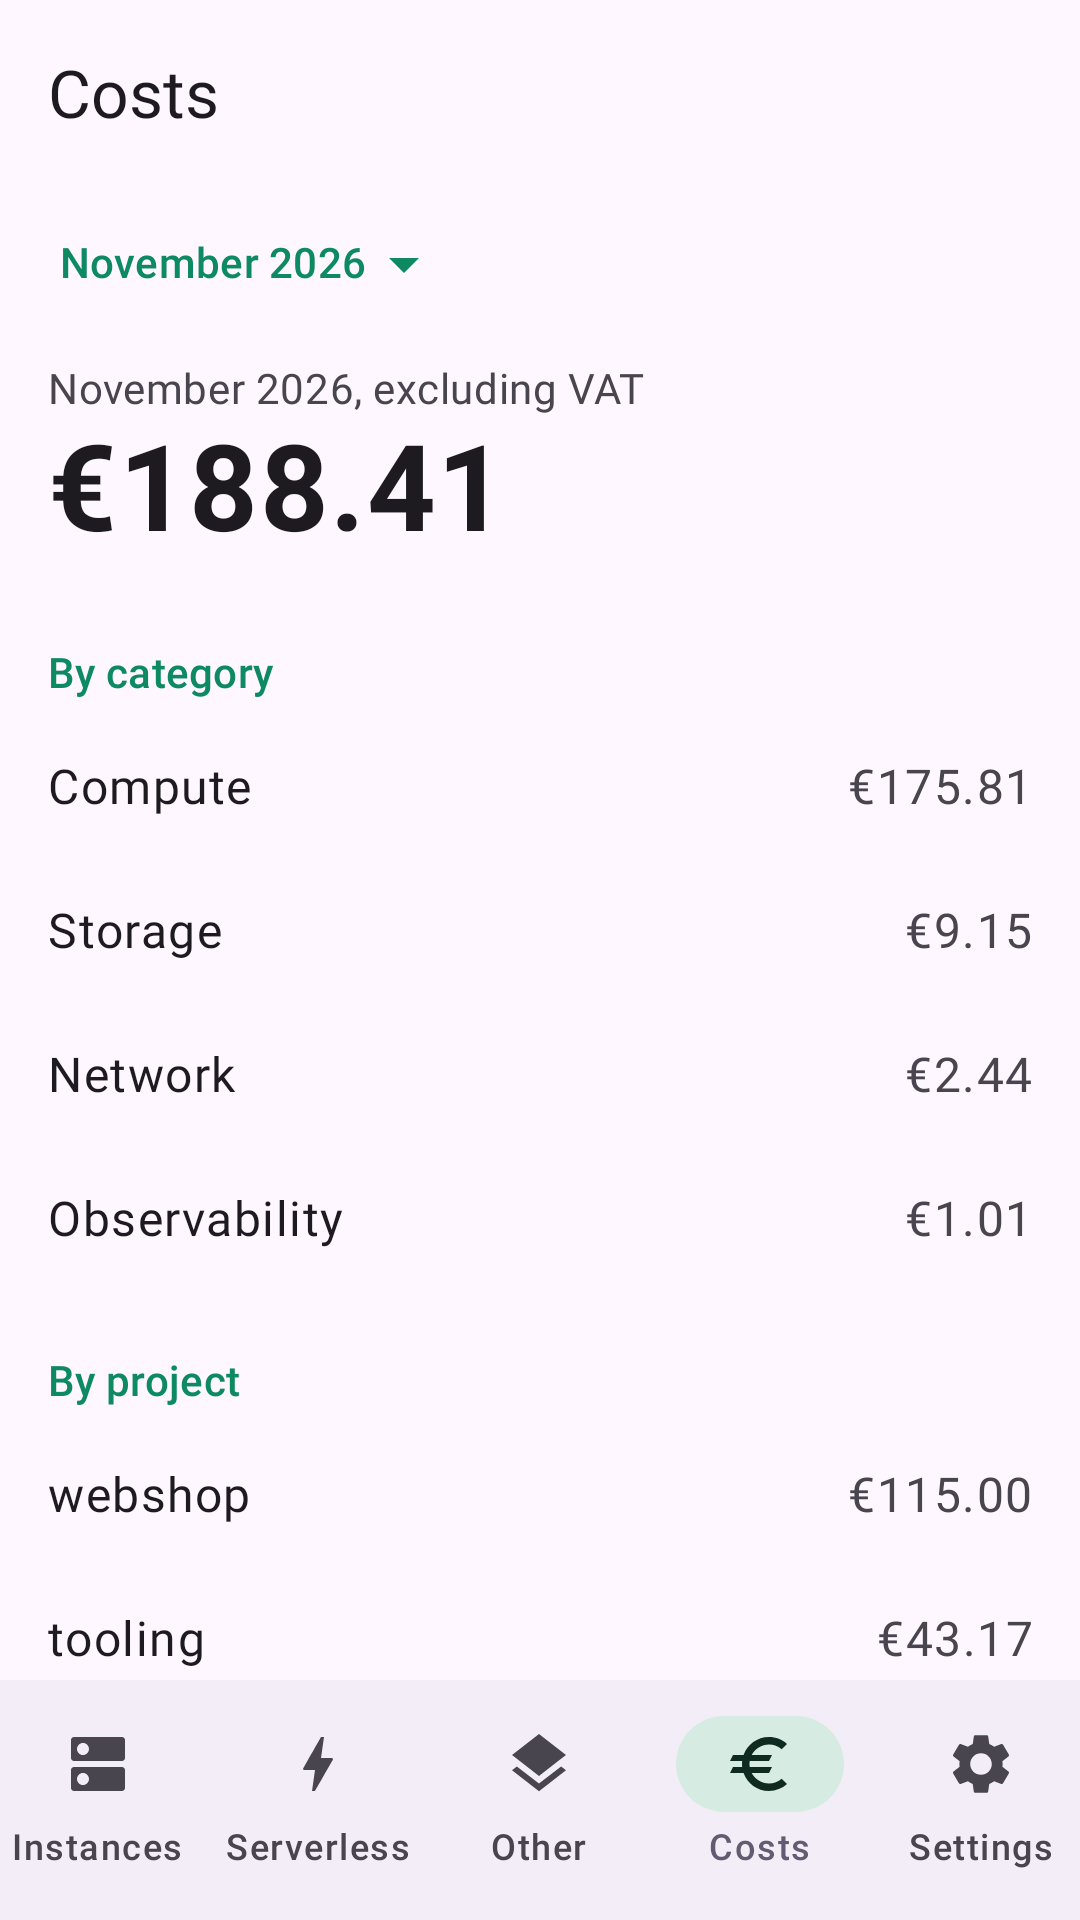 Costs
November 2026
November 2026, excluding VAT
€188.41
By category
Compute €175.81
Storage €9.15
Network €2.44
Observability €1.01
By project
webshop €115.00
tooling €43.17
Instances Serverless Other Costs Settings